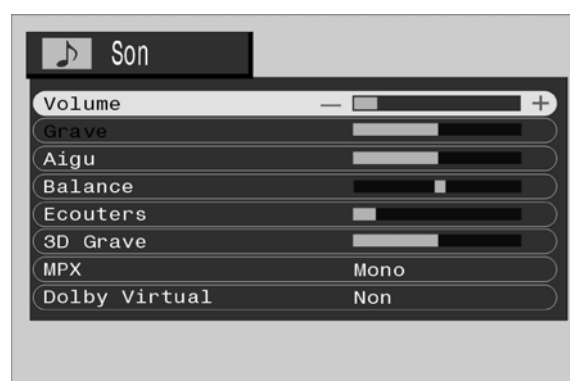 Son
Volume — +
Grave
Aigu
Balance
Ecouters
3D Grave
MPX Mono
Dolby Virtual Non